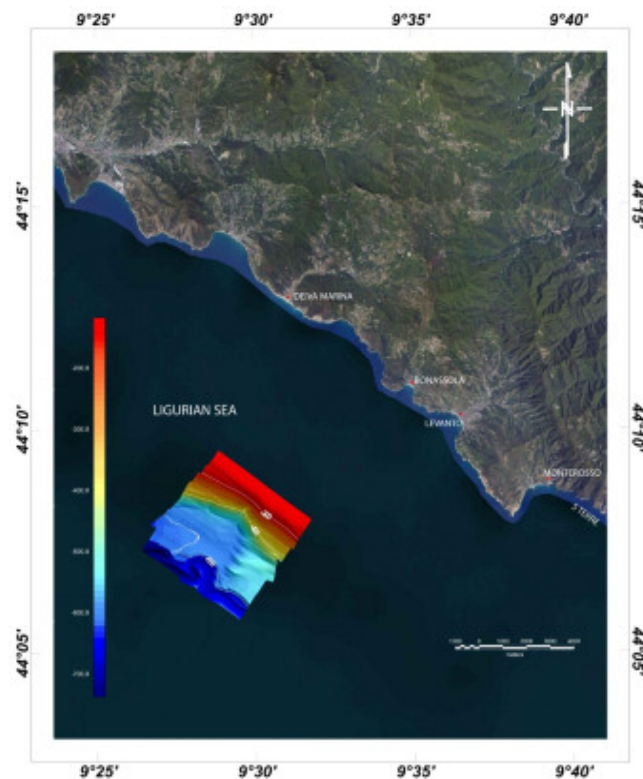 9°25' 9°30' 9°35' 9°40'
N
44°15' 44°15'
DEIVA MARINA
BONASSOLA
LIGURIAN SEA
LEVANTO
44°10' 44°10'
MONTEROSSO
5 TERRE
44°05' 44°05'
9°25' 9°30' 9°35' 9°40'